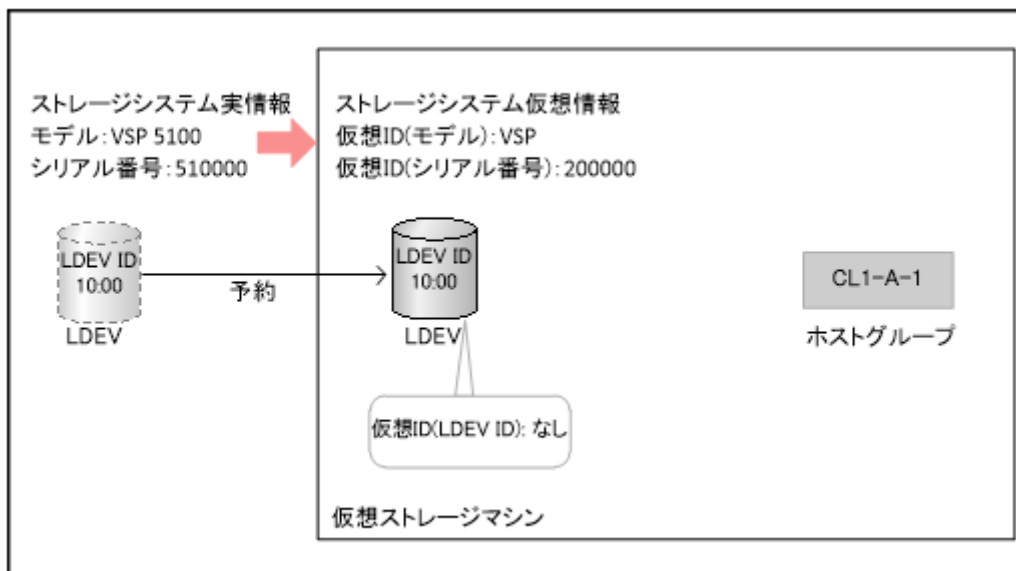 ストレージシステム実情報
モデル:VSP 5100
シリアル番号:510000
ストレージシステム仮想情報
仮想ID(モデル):VSP
仮想ID(シリアル番号):200000
LDEV ID
10:00
LDEV
予約
LDEV ID
10:00
LDEV
CL1-A-1
ホストグループ
仮想ID(LDEV ID): なし
仮想ストレージマシン